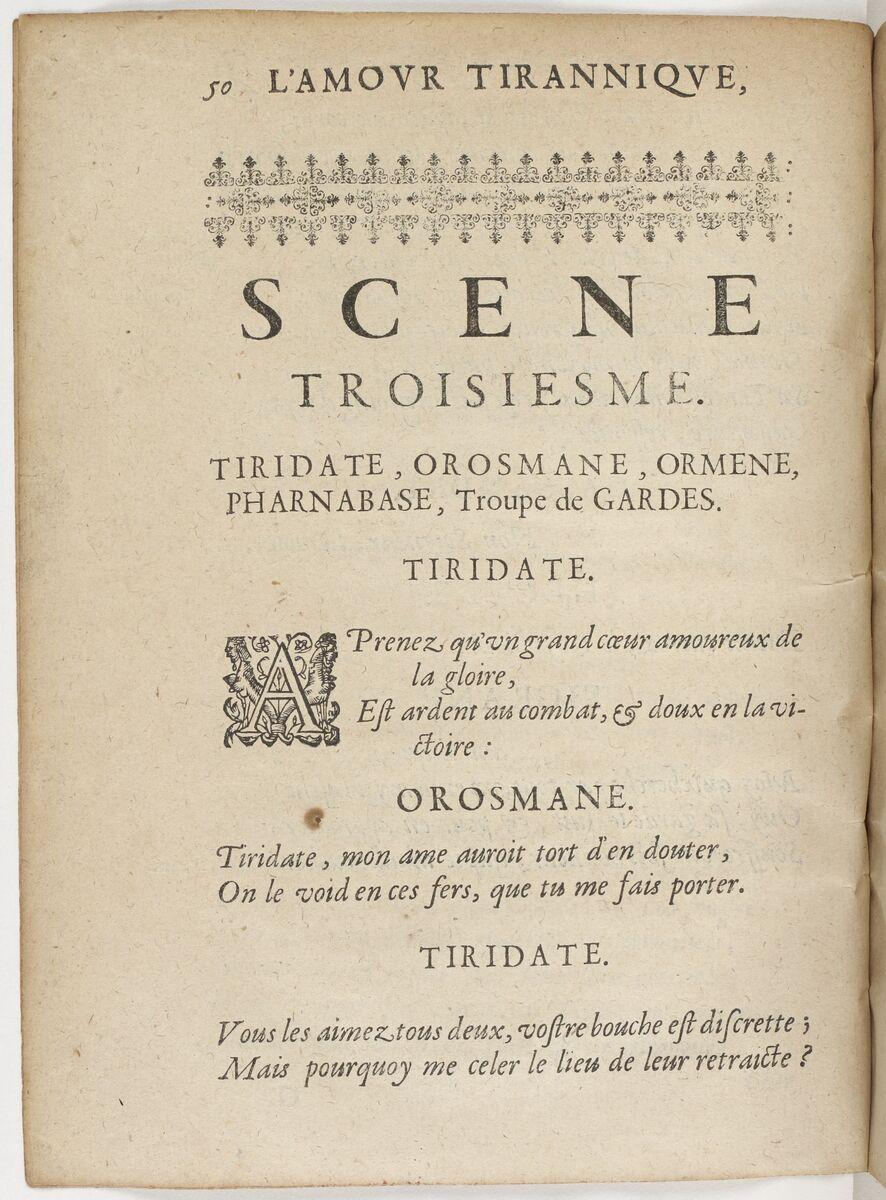 50 L'AMOVR TIRANNIQVE,
SCENE
TROISIESME.
TIRIDATE, OROSMANE, ORMENE,
PHARNABASE, Troupe de GARDES.
TIRIDATE.
APrenez qu'vn grand cœur amoureux de
la gloire,
Eſt ardent au combat, & doux en la vi-
ctoire :
OROSMANE.
Tiridate, mon ame auroit tort d'en douter,
On le void en ces fers, que tu me fais porter.
TIRIDATE.
Vous les aimez tous deux, voſtre bouche eſt diſcrette ;
Mais pourquoy me celer le lieu de leur retraicte ?